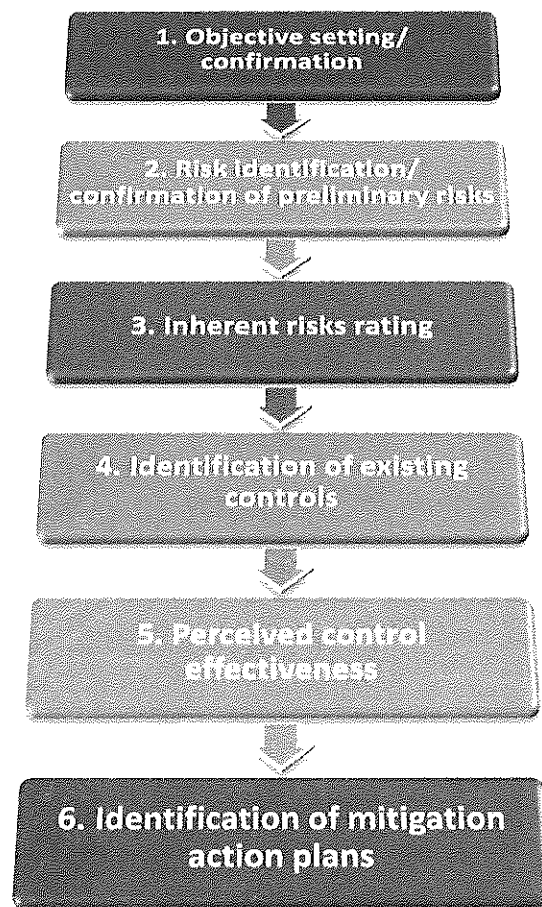 1. Objective setting/
confirmation
2. Risk identification/
confirmation of preliminary risks
3. Inherent risks rating
4. Identification of existing
controls
5. Perceived control
effectiveness
6. Identification of mitigation
action plans